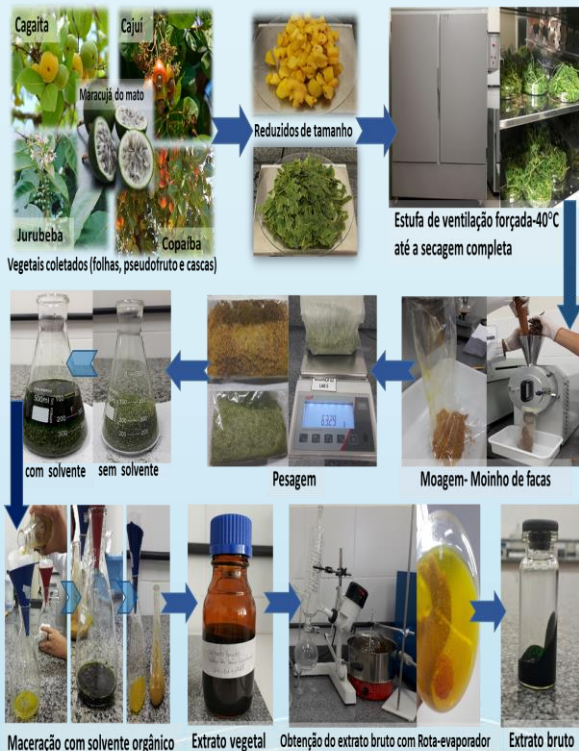 Cagaita
Cajuí
Maracujá do mato
Jurubeba
Copaíba
Vegetais coletados (folhas, pseudofruto e cascas)
Reduzidos de tamanho
Estufa de ventilação forçada-40°C
até a secagem completa
com solvente
sem solvente
Pesagem
Moagem- Moinho de facas
Maceração com solvente orgânico
Extrato vegetal
Obtenção do extrato bruto com Rota-evaporador
Extrato bruto